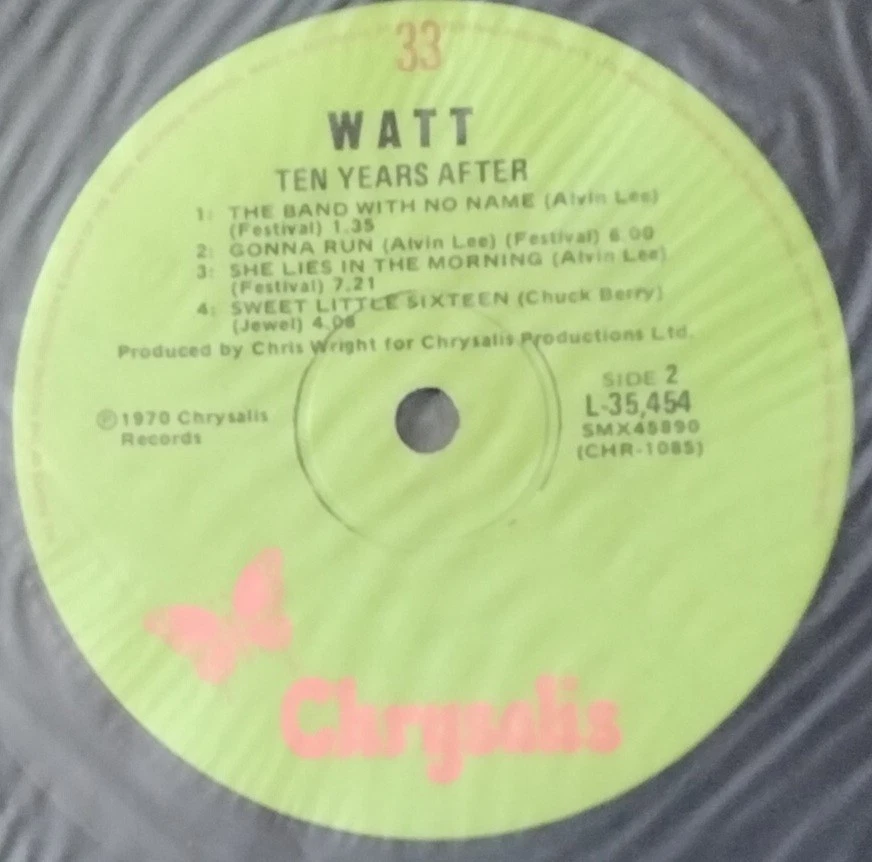 33
WATT
TEN YEARS AFTER
1: THE BAND WITH NO NAME (Alvin Lee)
(Festival) 1.35
2: GONNA RUN (Alvin Lee) (Festival) 6.00
3: SHE LIES IN THE MORNING (Alvin Lee)
(Festival) 7.21
4: SWEET LITTLE SIXTEEN (Chuck Berry)
(Jewel) 4.08
Produced by Chris Wright for Chrysalis Productions Ltd.
℗1970 Chrysalis
Records
SIDE 2
L-35,454
SMX45890
(CHR-1085)
Chrysalis